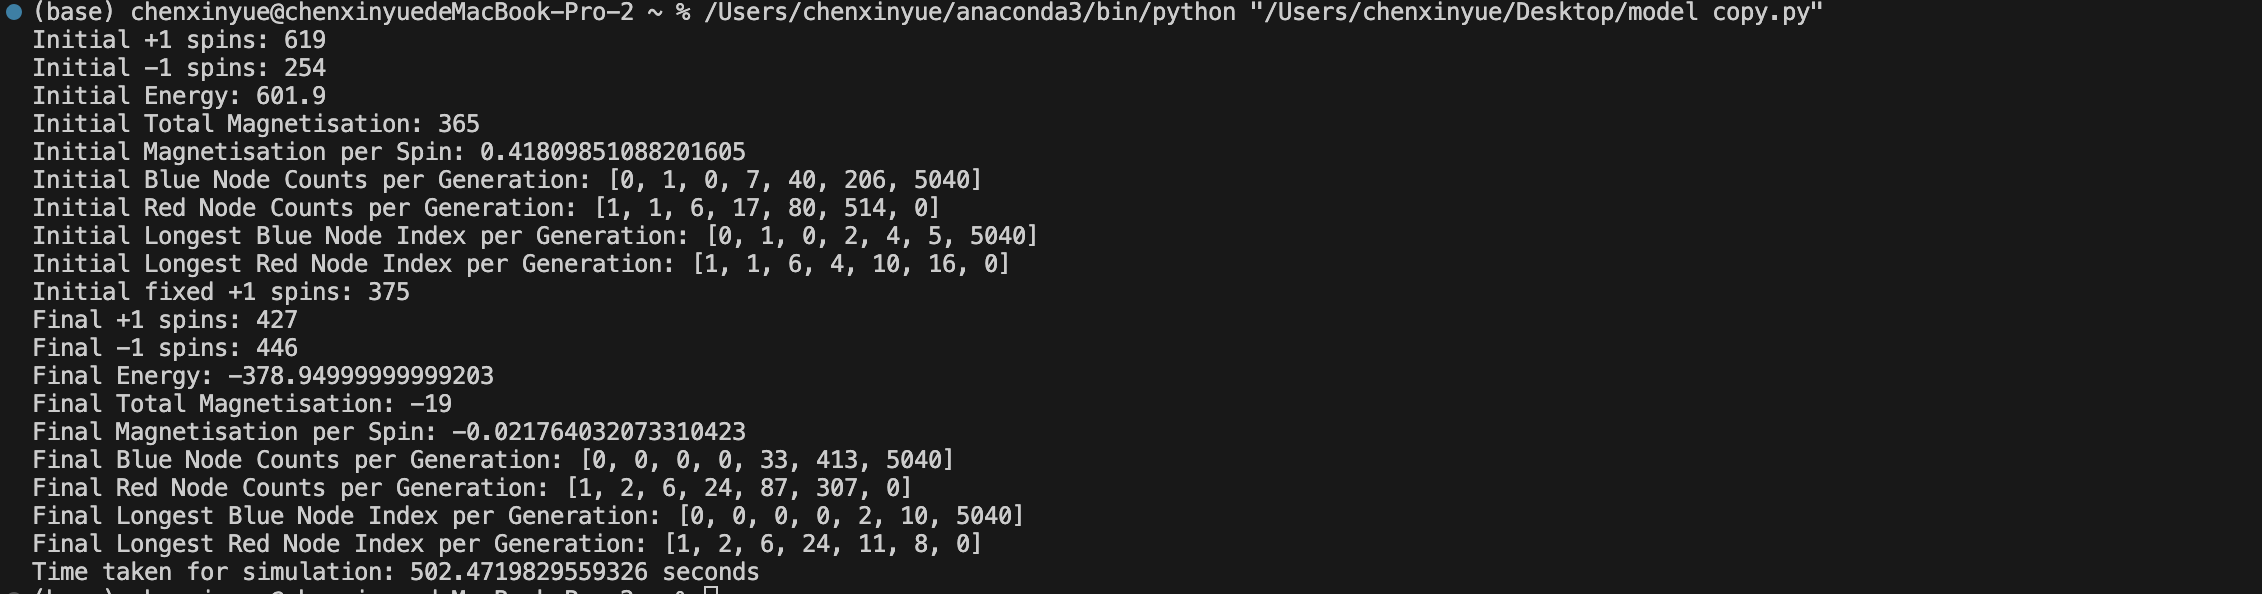 (base) chenxinyue@chenxinyuedeMacBook-Pro-2 ~ % /Users/chenxinyue/anaconda3/bin/python "/Users/chenxinyue/Desktop/model copy.py"
Initial +1 spins: 619
Initial -1 spins: 254
Initial Energy: 601.9
Initial Total Magnetisation: 365
Initial Magnetisation per Spin: 0.41809851088201605
Initial Blue Node Counts per Generation: [0, 1, 0, 7, 40, 206, 5040]
Initial Red Node Counts per Generation: [1, 1, 6, 17, 80, 514, 0]
Initial Longest Blue Node Index per Generation: [0, 1, 0, 2, 4, 5, 5040]
Initial Longest Red Node Index per Generation: [1, 1, 6, 4, 10, 16, 0]
Initial fixed +1 spins: 375
Final +1 spins: 427
Final -1 spins: 446
Final Energy: -378.94999999999203
Final Total Magnetisation: -19
Final Magnetisation per Spin: -0.021764032073310423
Final Blue Node Counts per Generation: [0, 0, 0, 0, 33, 413, 5040]
Final Red Node Counts per Generation: [1, 2, 6, 24, 87, 307, 0]
Final Longest Blue Node Index per Generation: [0, 0, 0, 0, 2, 10, 5040]
Final Longest Red Node Index per Generation: [1, 2, 6, 24, 11, 8, 0]
Time taken for simulation: 502.4719829559326 seconds